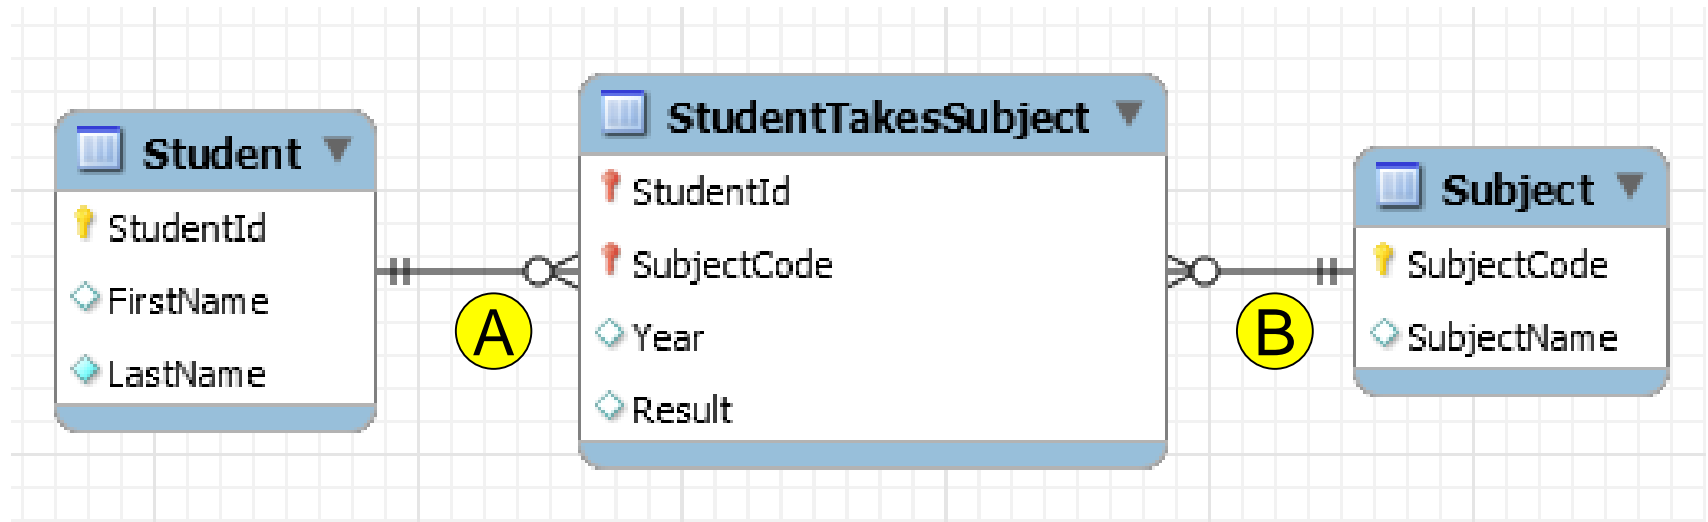 Student
StudentId
FirstName
LastName
A
StudentTakesSubject
StudentId
SubjectCode
Year
Result
B
Subject
SubjectCode
SubjectName